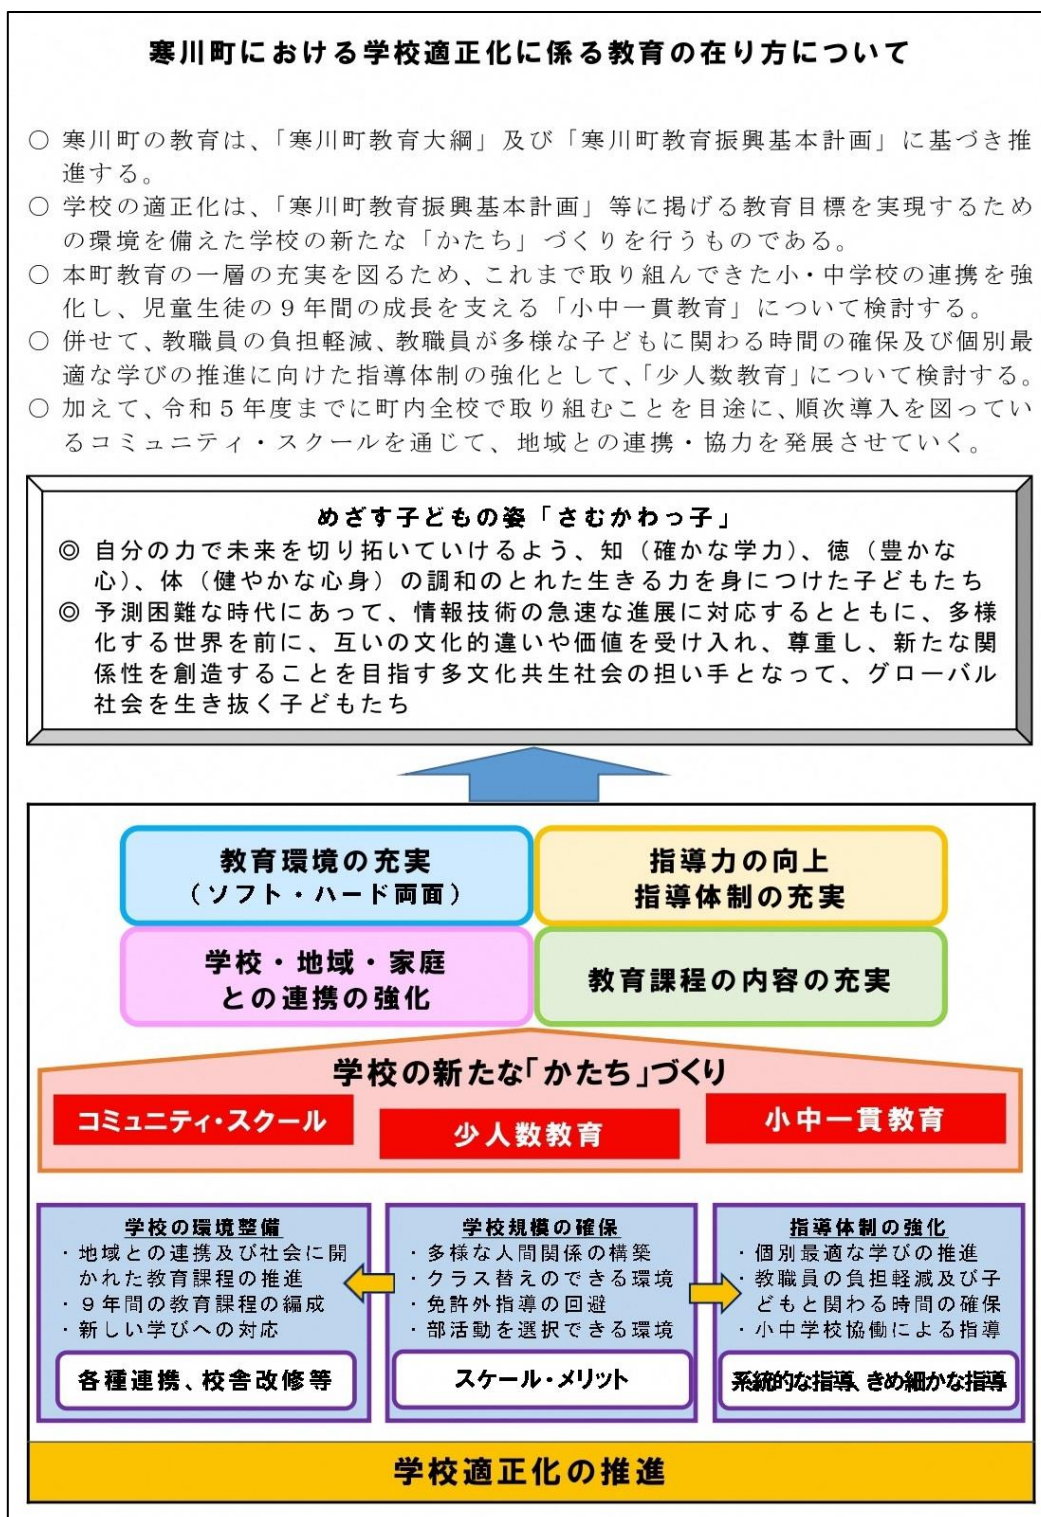 寒川町における学校適正化に係る教育の在り方について
○ 寒川町の教育は、「寒川町教育大綱」及び「寒川町教育振興基本計画」に基づき推
進する。
○ 学校の適正化は、「寒川町教育振興基本計画」等に掲げる教育目標を実現するため
の環境を備えた学校の新たな「かたち」づくりを行うものである。
○ 本町教育の一層の充実を図るため、これまで取り組んできた小・中学校の連携を強
化し、児童生徒の９年間の成長を支える「小中一貫教育」について検討する。
○ 併せて、教職員の負担軽減、教職員が多様な子どもに関わる時間の確保及び個別最
適な学びの推進に向けた指導体制の強化として、「少人数教育」について検討する。
○ 加えて、令和５年度までに町内全校で取り組むことを目途に、順次導入を図ってい
るコミュニティ・スクールを通じて、地域との連携・協力を発展させていく。
めざす子どもの姿「さむかわっ子」
◎ 自分の力で未来を切り拓いていけるよう、知（確かな学力）、徳（豊かな
心）、体（健やかな心身）の調和のとれた生きる力を身につけた子どもたち
◎ 予測困難な時代にあって、情報技術の急速な進展に対応するとともに、多様
化する世界を前に、互いの文化的違いや価値を受け入れ、尊重し、新たな関
係性を創造することを目指す多文化共生社会の担い手となって、グローバル
社会を生き抜く子どもたち
教育環境の充実
（ソフト・ハード両面）
指導力の向上
指導体制の充実
学校・地域・家庭
との連携の強化
教育課程の内容の充実
学校の新たな「かたち」づくり
コミュニティ・スクール
少人数教育
小中一貫教育
学校の環境整備
・地域との連携及び社会に開
かれた教育課程の推進
・９年間の教育課程の編成
・新しい学びへの対応
各種連携、校舎改修等
学校規模の確保
・多様な人間関係の構築
・クラス替えのできる環境
・免許外指導の回避
・部活動を選択できる環境
スケール・メリット
指導体制の強化
・個別最適な学びの推進
・教職員の負担軽減及び子
どもと関わる時間の確保
・小中学校協働による指導
系統的な指導、きめ細かな指導
学校適正化の推進